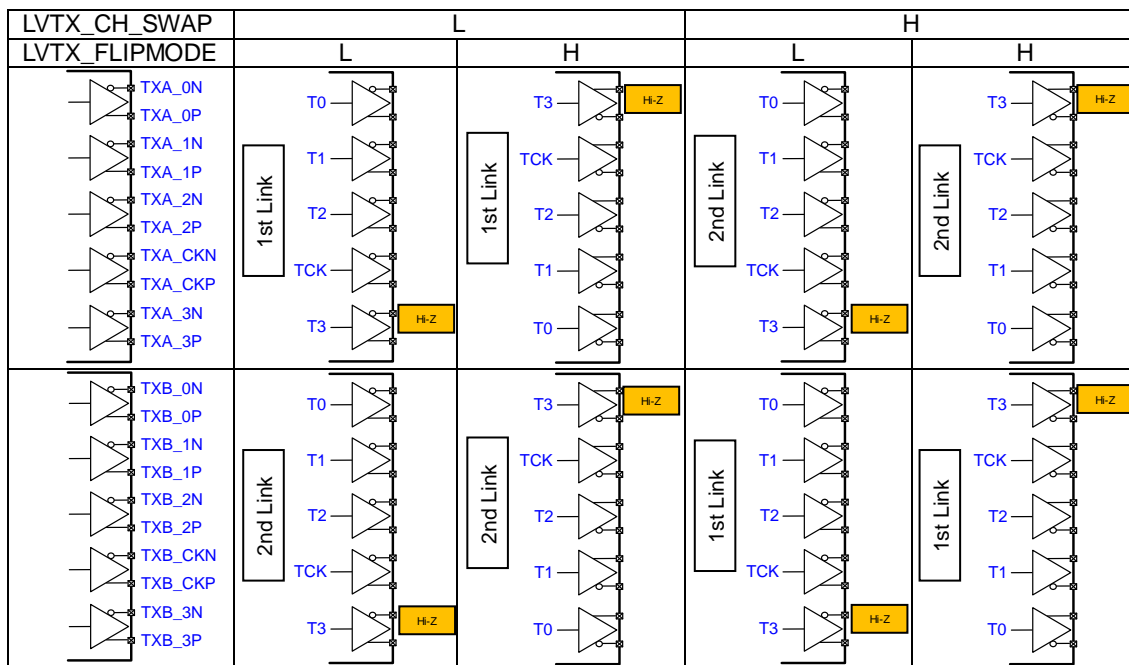 LVTX_CH_SWAP L H
LVTX_FLIPMODE L H L H
TXA_0N
TXA_0P
TXA_1N
TXA_1P
TXA_2N
TXA_2P
TXA_CKN
TXA_CKP
TXA_3N
TXA_3P
1st Link
T0
T1
T2
TCK
T3
Hi-Z
1st Link
T3
Hi-Z
TCK
T2
T1
T0
2nd Link
T0
T1
T2
TCK
T3
Hi-Z
2nd Link
T3
Hi-Z
TCK
T2
T1
T0
TXB_0N
TXB_0P
TXB_1N
TXB_1P
TXB_2N
TXB_2P
TXB_CKN
TXB_CKP
TXB_3N
TXB_3P
2nd Link
T0
T1
T2
TCK
T3
Hi-Z
2nd Link
T3
Hi-Z
TCK
T2
T1
T0
1st Link
T0
T1
T2
TCK
T3
Hi-Z
1st Link
T3
Hi-Z
TCK
T2
T1
T0